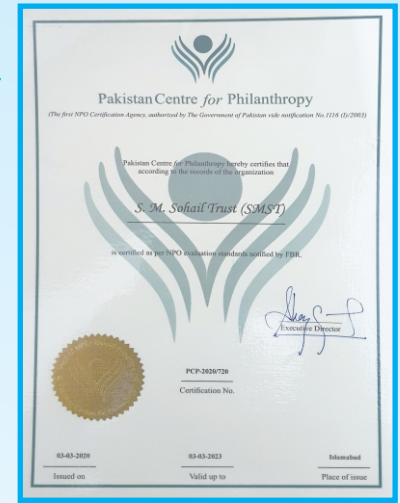 Pakistan Centre for Philanthropy
(The first NPO Certification Agency, authorized by The Government of Pakistan vide notification No.1116 (I)/2003)
Pakistan Centre for Philanthropy hereby certifies that
according to the records of the organization
S. M. Sohail Trust (SMST)
is certified as per NPO evaluation standards notified by FBR.
Executive Director
PCP-2020/720
Certification No.
03-03-2020
03-03-2023
Islamabad
Issued on
Valid up to
Place of issue